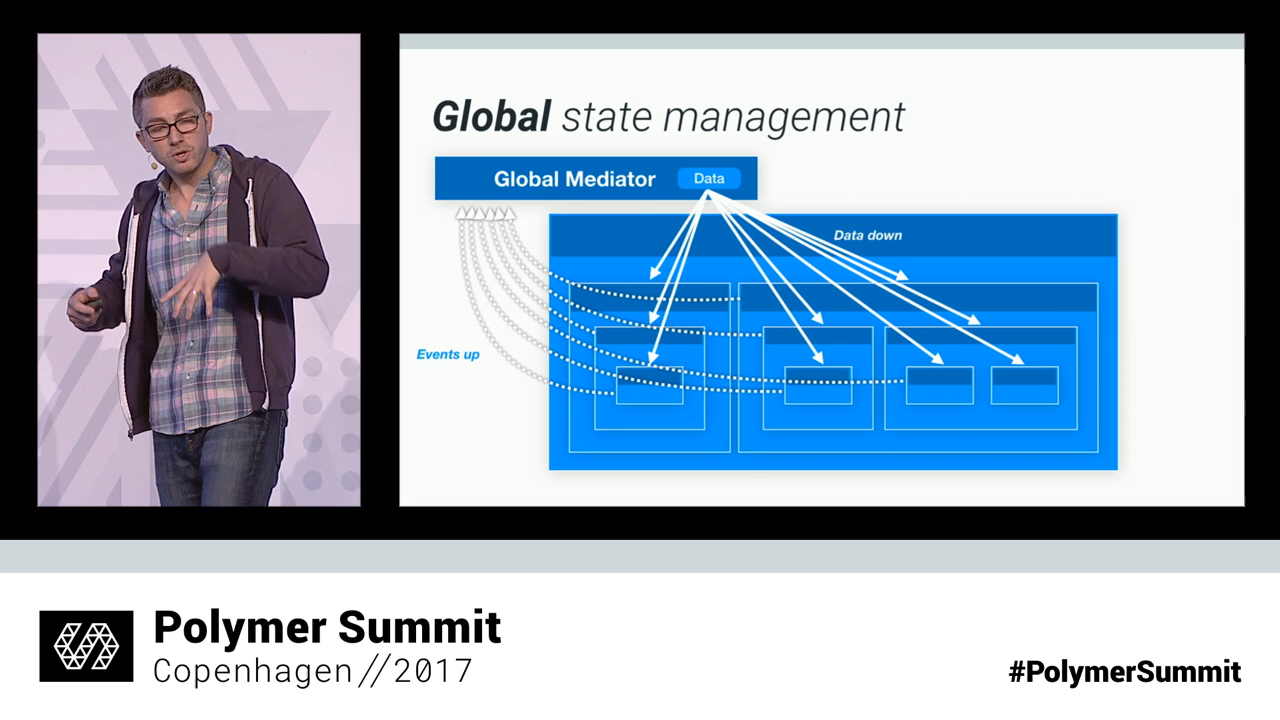 Global state management
Global Mediator
Data
Data down
Events up
Polymer Summit
Copenhagen//2017
#PolymerSummit